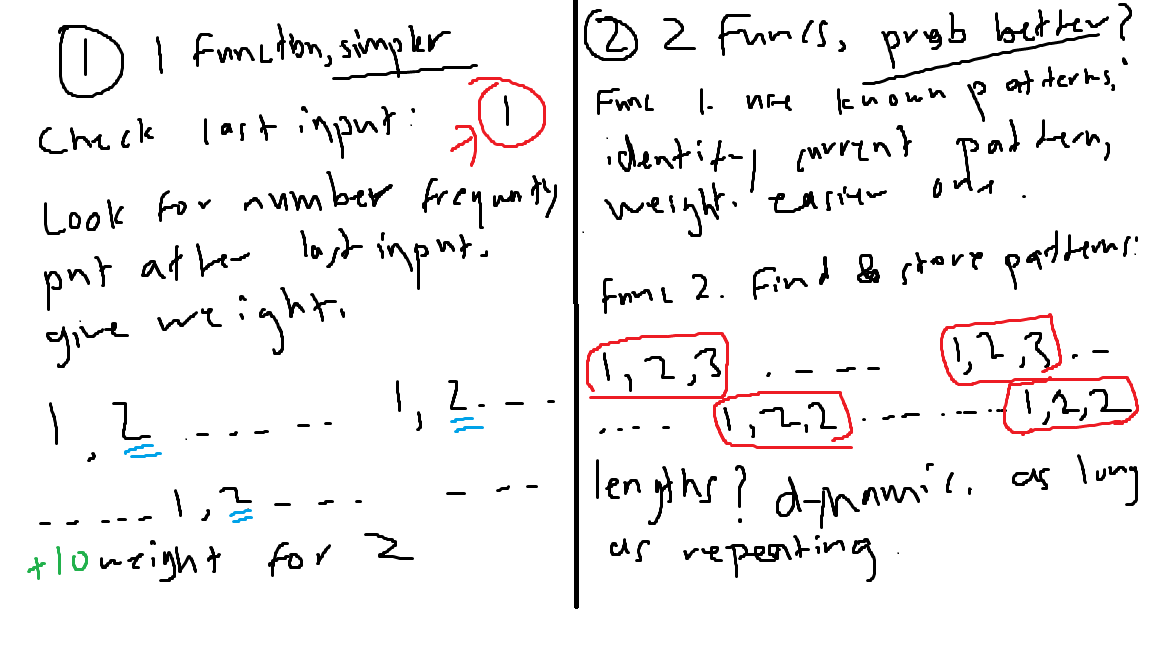 ① 1 Function, simpler
Check last input: ①
Look for number frequnty
pnt after last input.
give weight.
1, 2 ------ 1, 2 ---
----- 1, 2 --- ---
+10 weight for 2
② 2 Funcs, prob better?
Func 1. use known patterns,
identify current pattern,
weight. easier one.
Func 2. Find & store patterns:
1, 2, 3 . - -- 1, 2, 3 . -
.... 1, 2, 2 .--- ---- 1, 2, 2
lengths? dynamic. as long
as repeating.